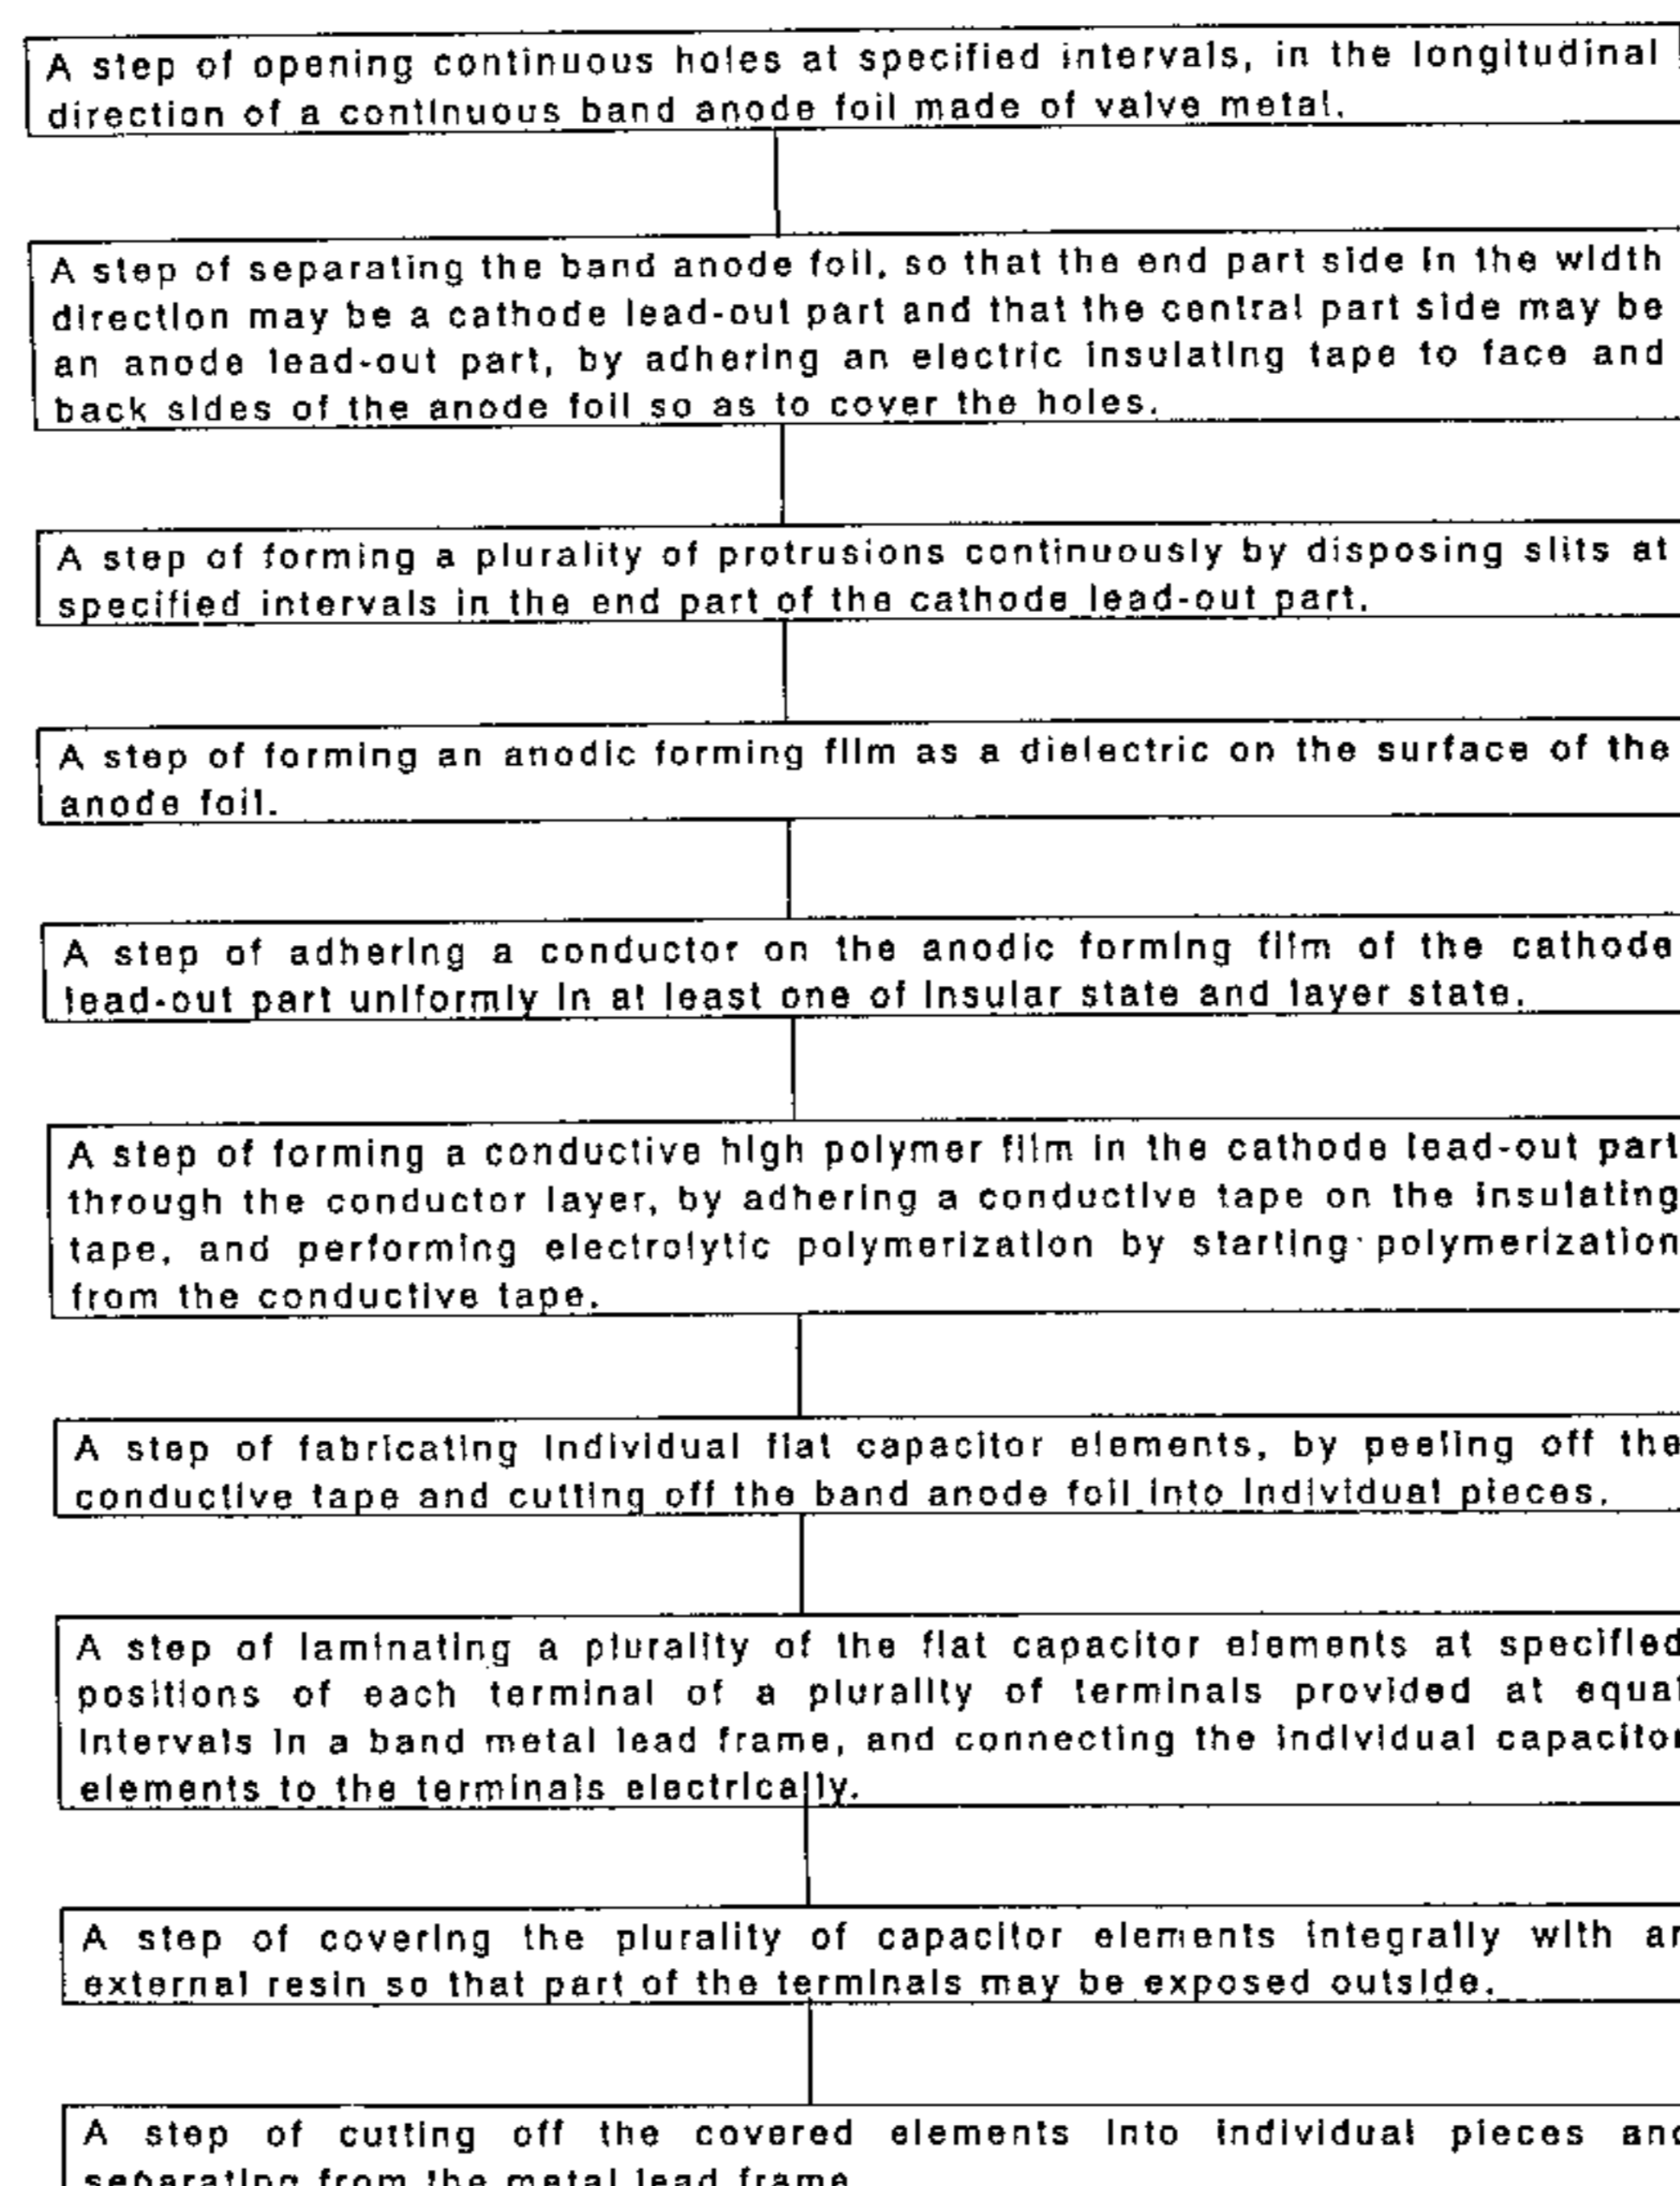 A step of opening continuous holes at specified intervals, in the longitudinal
direction of a continuous band anode foil made of valve metal.
A step of separating the band anode foil, so that the end part side in the width
direction may be a cathode lead-out part and that the central part side may be
an anode lead-out part, by adhering an electric insulating tape to face and
back sides of the anode foil so as to cover the holes.
A step of forming a plurality of protrusions continuously by disposing slits at
specified intervals in the end part of the cathode lead-out part.
A step of forming an anodic forming film as a dielectric on the surface of the
anode foil.
A step of adhering a conductor on the anodic forming film of the cathode
lead-out part uniformly in at least one of insular state and layer state.
A step of forming a conductive high polymer film in the cathode lead-out part
through the conductor layer, by adhering a conductive tape on the insulating
tape, and performing electrolytic polymerization by starting polymerization
from the conductive tape.
A step of fabricating individual flat capacitor elements, by peeling off the
conductive tape and cutting off the band anode foil into individual pieces.
A step of laminating a plurality of the flat capacitor elements at specified
positions of each terminal of a plurality of terminals provided at equal
intervals in a band metal lead frame, and connecting the individual capacitor
elements to the terminals electrically.
A step of covering the plurality of capacitor elements integrally with an
external resin so that part of the terminals may be exposed outside.
A step of cutting off the covered elements into individual pieces and
separating from the metal lead frame